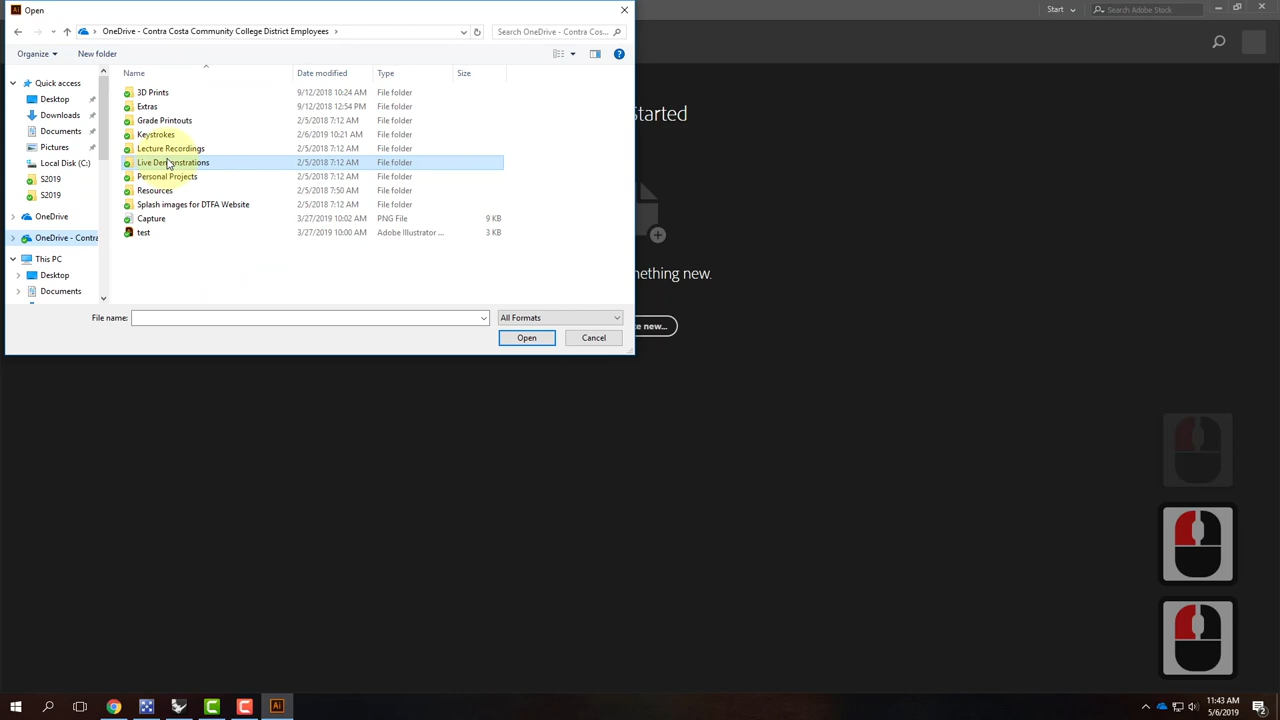 Open
Start
Search Adobe Stock
OneDrive - Contra Costa Community College District Employees
Search OneDrive - Contra Cos...
Organize
New folder
Name
Date modified
Type
Size
Quick access
Desktop
Downloads
Documents
Pictures
Local Disk (C:)
S2019
S2019
OneDrive
OneDrive - Contra
This PC
Desktop
Documents
3D Prints 9/12/2018 10:24 AM File folder
Extras 9/12/2018 12:54 PM File folder
Grade Printouts 2/5/2018 7:12 AM File folder
Keystrokes 2/6/2019 10:21 AM File folder
Lecture Recordings 2/5/2018 7:12 AM File folder
Live Demonstrations 2/5/2018 7:12 AM File folder
Personal Projects 2/5/2018 7:12 AM File folder
Resources 2/5/2018 7:50 AM File folder
Splash images for DTFA Website 2/5/2018 7:12 AM File folder
Capture 3/27/2019 10:02 AM PNG File 9 KB
test 3/27/2019 10:00 AM Adobe Illustrator ... 3 KB
File name:
All Formats
Open
Cancel
Started
mething new.
te new...
Ai
11:43 AM
5/6/2019
2